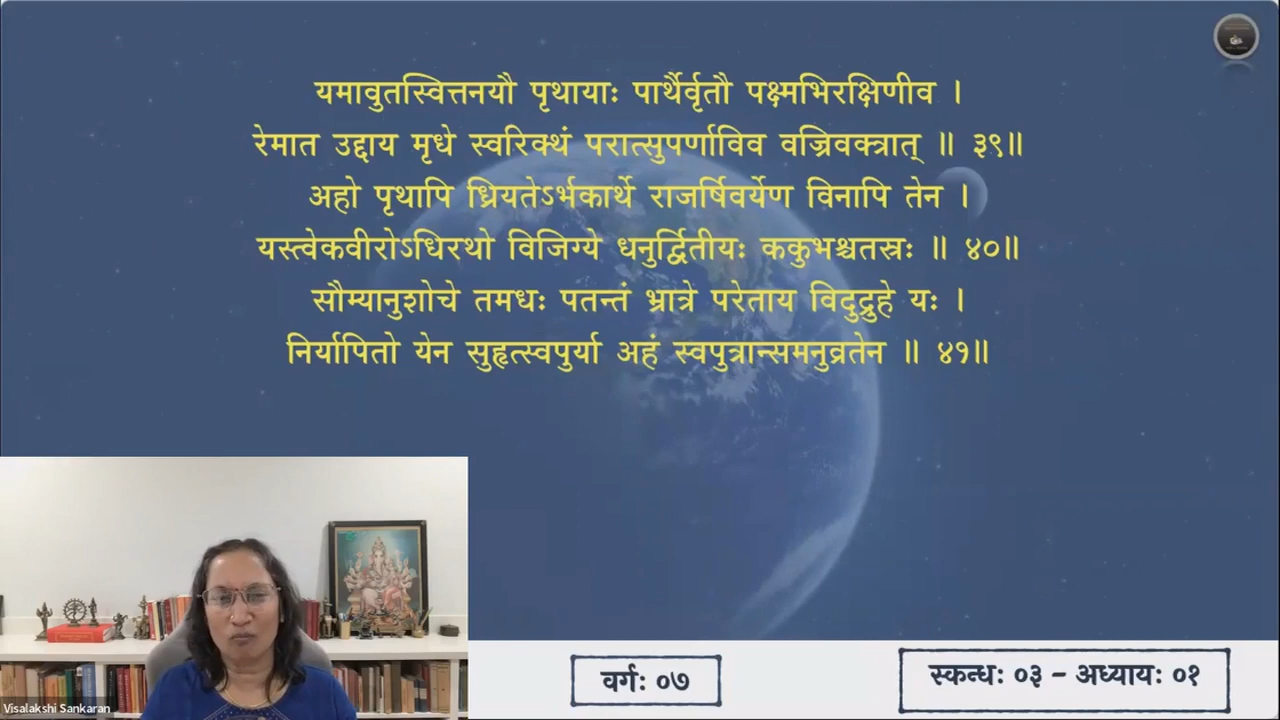 यमावुतस्वित्तनयौ पृथायाः पार्थैर्वृतौ पक्ष्मभिरक्षिणीव ।
रेमात उद्दाय मृधे स्वरिक्थं परात्सुपर्णाविव वज्रिवक्त्रात् ॥ ३९॥
अहो पृथापि ध्रियतेऽर्भकार्थे राजर्षिवर्येण विनापि तेन ।
यस्त्वेकवीरोऽधिरथो विजिग्ये धनुर्द्वितीयः ककुभश्चतस्रः ॥ ४०॥
सौम्यानुशोचे तमधः पतन्तं भ्रात्रे परेताय विदुद्रुहे यः ।
निर्यापितो येन सुहृत्स्वपुर्या अहं स्वपुत्रान्समनुव्रतेन ॥ ४१॥
Visalakshi Sankaran
वर्गः ०७
स्कन्धः ०३ - अध्यायः ०१